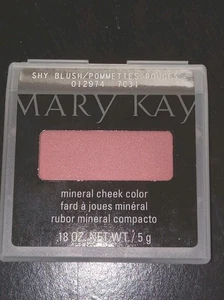 SHY BLUSH/POMMETTES ROUGES
012974 7C31
MARY KAY
mineral cheek color
fard à joues minéral
rubor mineral compacto
.18 OZ. NET WT. / 5 g